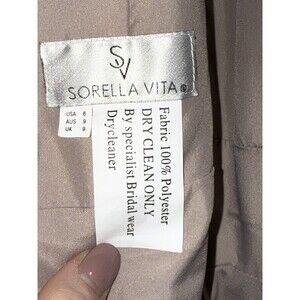 SV
SORELLA VITA®
USA 6
AUS 9
UK 9
Fabric 100% Polyester
DRY CLEAN ONLY
By specialist Bridal wear
Drycleaner